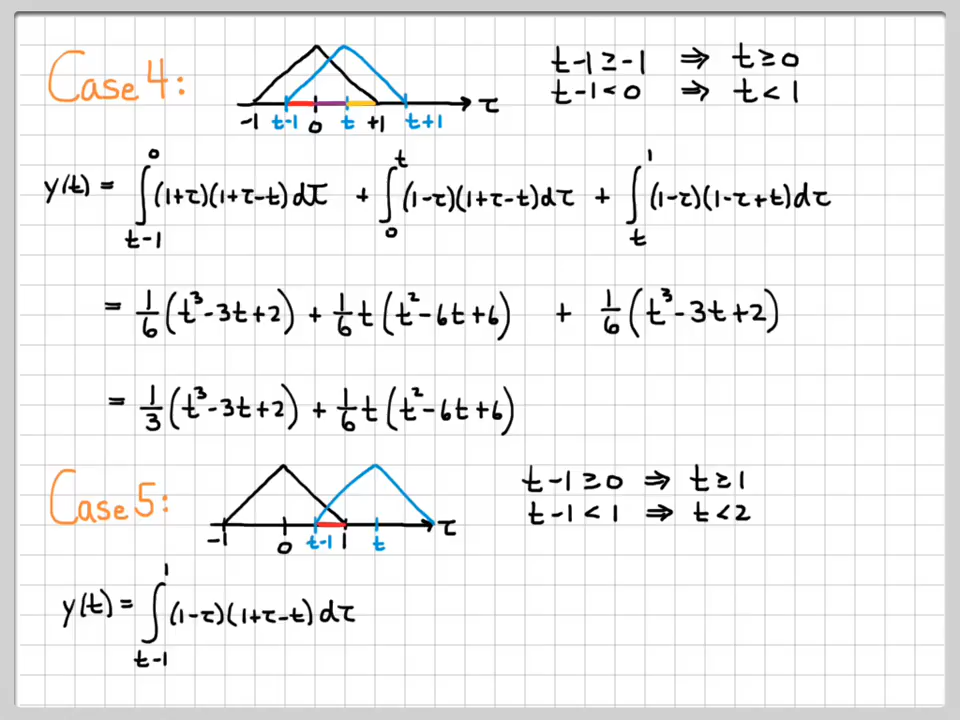 Case 4:
t-1 ≥ -1 ⇒ t ≥ 0
t-1 < 0 ⇒ t < 1
-1 t-1 0 t +1 t+1 τ
y(t) = ∫_{t-1}^{0} (1+τ)(1+τ-t)dτ + ∫_{0}^{t} (1-τ)(1+τ-t)dτ + ∫_{t}^{1} (1-τ)(1-τ+t)dτ
= 1/6 (t³-3t+2) + 1/6 t(t²-6t+6) + 1/6 (t³-3t+2)
= 1/3 (t³-3t+2) + 1/6 t(t²-6t+6)
Case 5:
t-1 ≥ 0 ⇒ t ≥ 1
t-1 < 1 ⇒ t < 2
-1 0 t-1 1 t τ
y(t) = ∫_{t-1}^{1} (1-τ)(1+τ-t)dτ